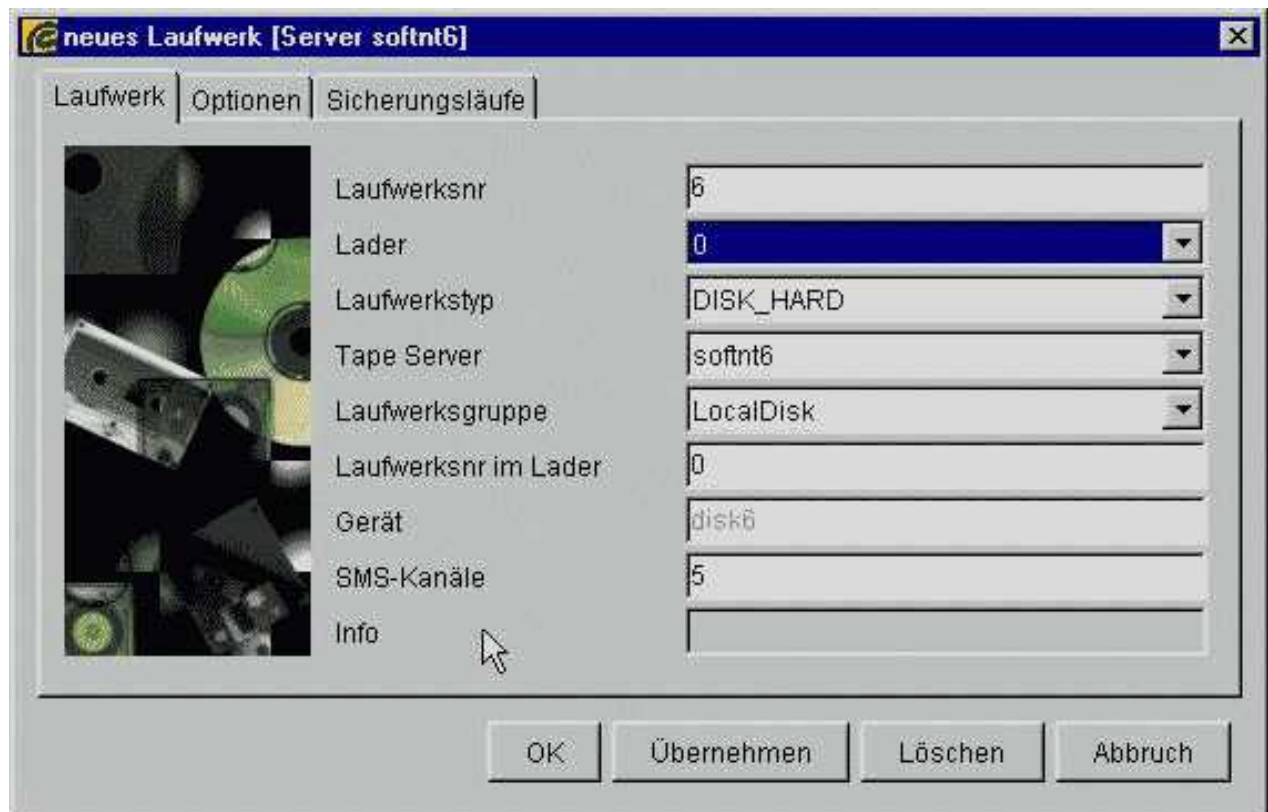 neues Laufwerk [Server softnt6]
Laufwerk Optionen Sicherungsläufe
Laufwerksnr 6
Lader 0
Laufwerkstyp DISK_HARD
Tape Server softnt6
Laufwerksgruppe LocalDisk
Laufwerksnr im Lader 0
Gerät disk6
SMS-Kanäle 5
Info
OK Übernehmen Löschen Abbruch